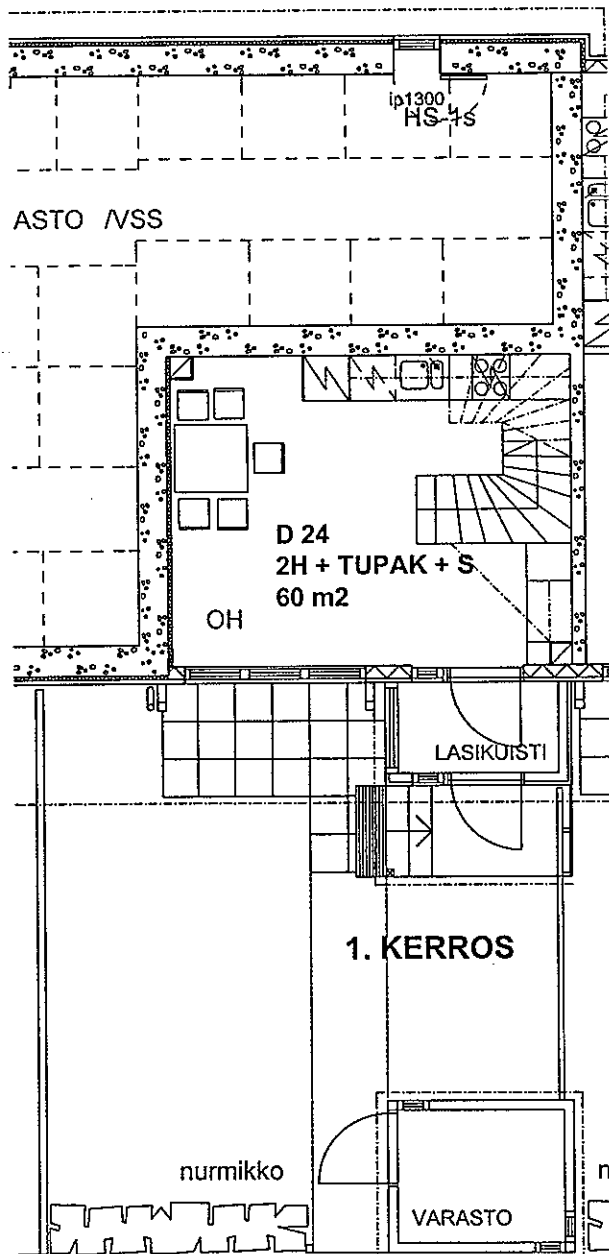 ip1300
HS-1s
ASTO /VSS
D 24
2H + TUPAK + S
60 m2
OH
LASIKUISTI
1. KERROS
nurmikko
n
VARASTO